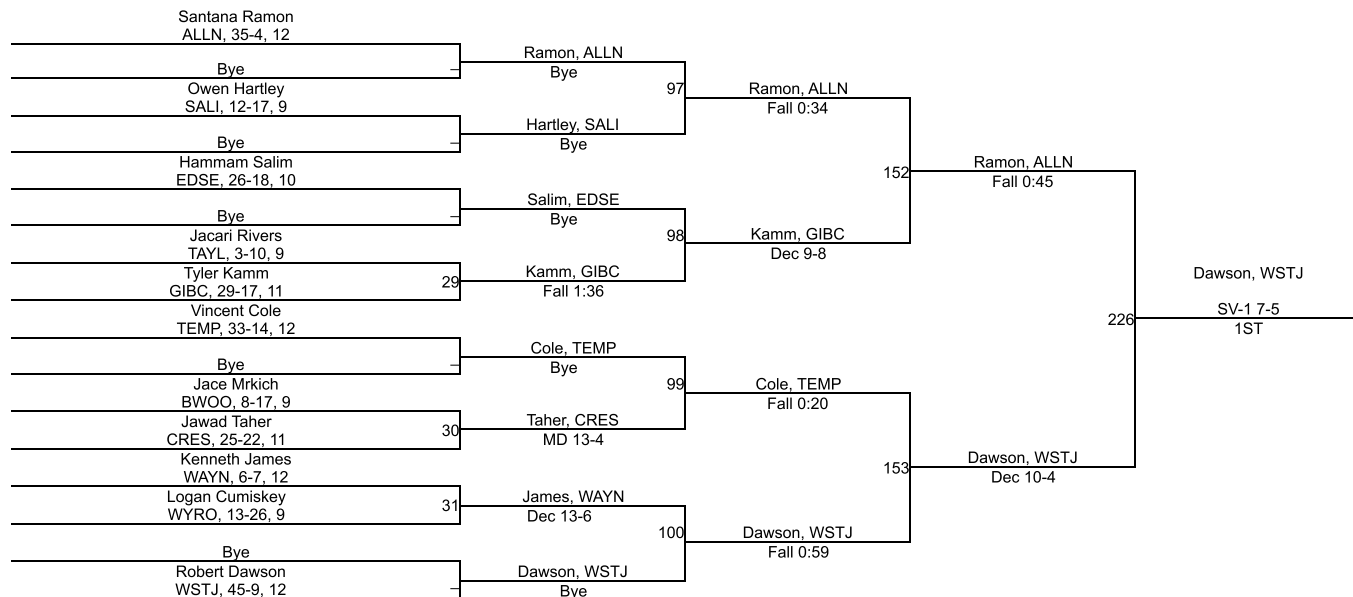 Santana Ramon
ALLN, 35-4, 12
Bye
Owen Hartley
SALI, 12-17, 9
Bye
Hammam Salim
EDSE, 26-18, 10
Bye
Jacari Rivers
TAYL, 3-10, 9
Tyler Kamm
GIBC, 29-17, 11
Vincent Cole
TEMP, 33-14, 12
Bye
Jace Mrkich
BWOO, 8-17, 9
Jawad Taher
CRES, 25-22, 11
Kenneth James
WAYN, 6-7, 12
Logan Cumiskey
WYRO, 13-26, 9
Bye
Robert Dawson
WSTJ, 45-9, 12
29
30
31
Ramon, ALLN
Bye
Hartley, SALI
Bye
Salim, EDSE
Bye
Kamm, GIBC
Fall 1:36
Cole, TEMP
Bye
Taher, CRES
MD 13-4
James, WAYN
Dec 13-6
Dawson, WSTJ
Bye
97
98
99
100
Ramon, ALLN
Fall 0:34
Kamm, GIBC
Dec 9-8
Cole, TEMP
Fall 0:20
Dawson, WSTJ
Fall 0:59
152
153
Ramon, ALLN
Fall 0:45
Dawson, WSTJ
Dec 10-4
226
Dawson, WSTJ
SV-1 7-5
1ST